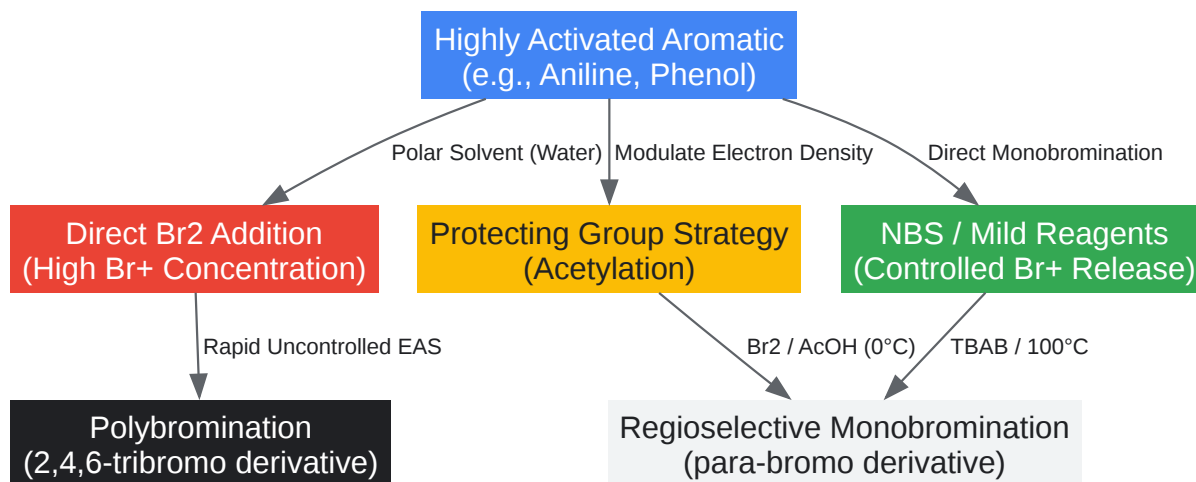 Highly Activated Aromatic
(e.g., Aniline, Phenol)
Polar Solvent (Water)
Modulate Electron Density
Direct Monobromination
Direct Br2 Addition
(High Br+ Concentration)
Protecting Group Strategy
(Acetylation)
NBS / Mild Reagents
(Controlled Br+ Release)
Rapid Uncontrolled EAS
Br2 / AcOH (0°C)
TBAB / 100°C
Polybromination
(2,4,6-tribromo derivative)
Regioselective Monobromination
(para-bromo derivative)